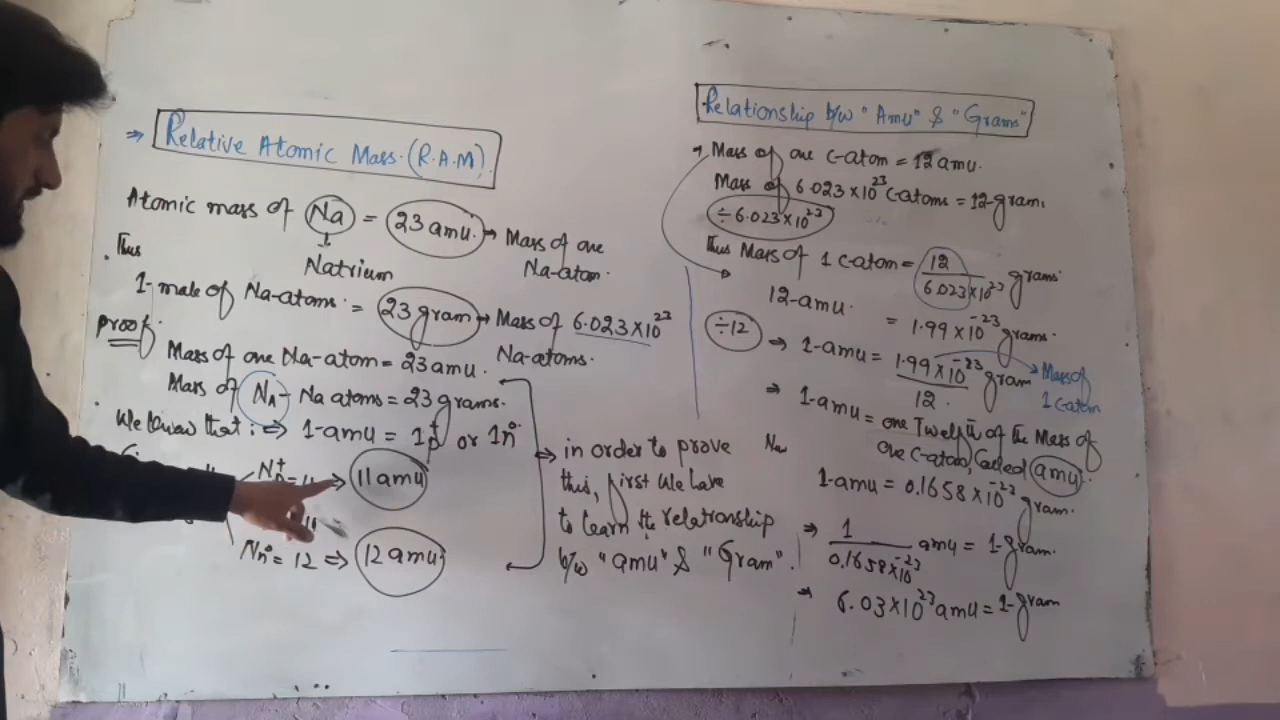 ⇒ Relative Atomic Mass. (R.A.M)
Atomic mass of Na = 23 amu. → Mass of one
Na-atom.
↓
Natrium
Thus
1-mole of Na-atoms = 23 gram → Mass of 6.023×10²³
Na-atoms.
proof:
Mass of one Na-atom = 23 amu.
Mass of NA - Na atoms = 23 grams.
We know that :⇒ 1-amu = 1p⁺ or 1n°.
⇒ 11 amu
Nn° = 12 ⇒ 12 amu
⇒ in order to prove
this, first we have
to learn the relationship
b/w "amu" & "Gram".
Relationship b/w "Amu" & "Grams"
→ Mass of one C-atom = 12 amu.
Mass of 6.023×10²³ C atoms = 12-gram.
÷6.023×10²³
Thus Mass of 1 C-atom = 12/6.023×10²³ grams
12-amu. = 1.99×10⁻²³ grams.
÷12 ⇒ 1-amu = 1.99×10⁻²³/12 gram → Mass of
1 C-atom
⇒ 1-amu = one Twelfth of the Mass of
one C-atom, called amu.
1-amu = 0.1658×10⁻²³ gram.
⇒ 1/0.1658×10⁻²³ amu = 1-gram.
⇒ 6.03×10²³ amu = 1-gram